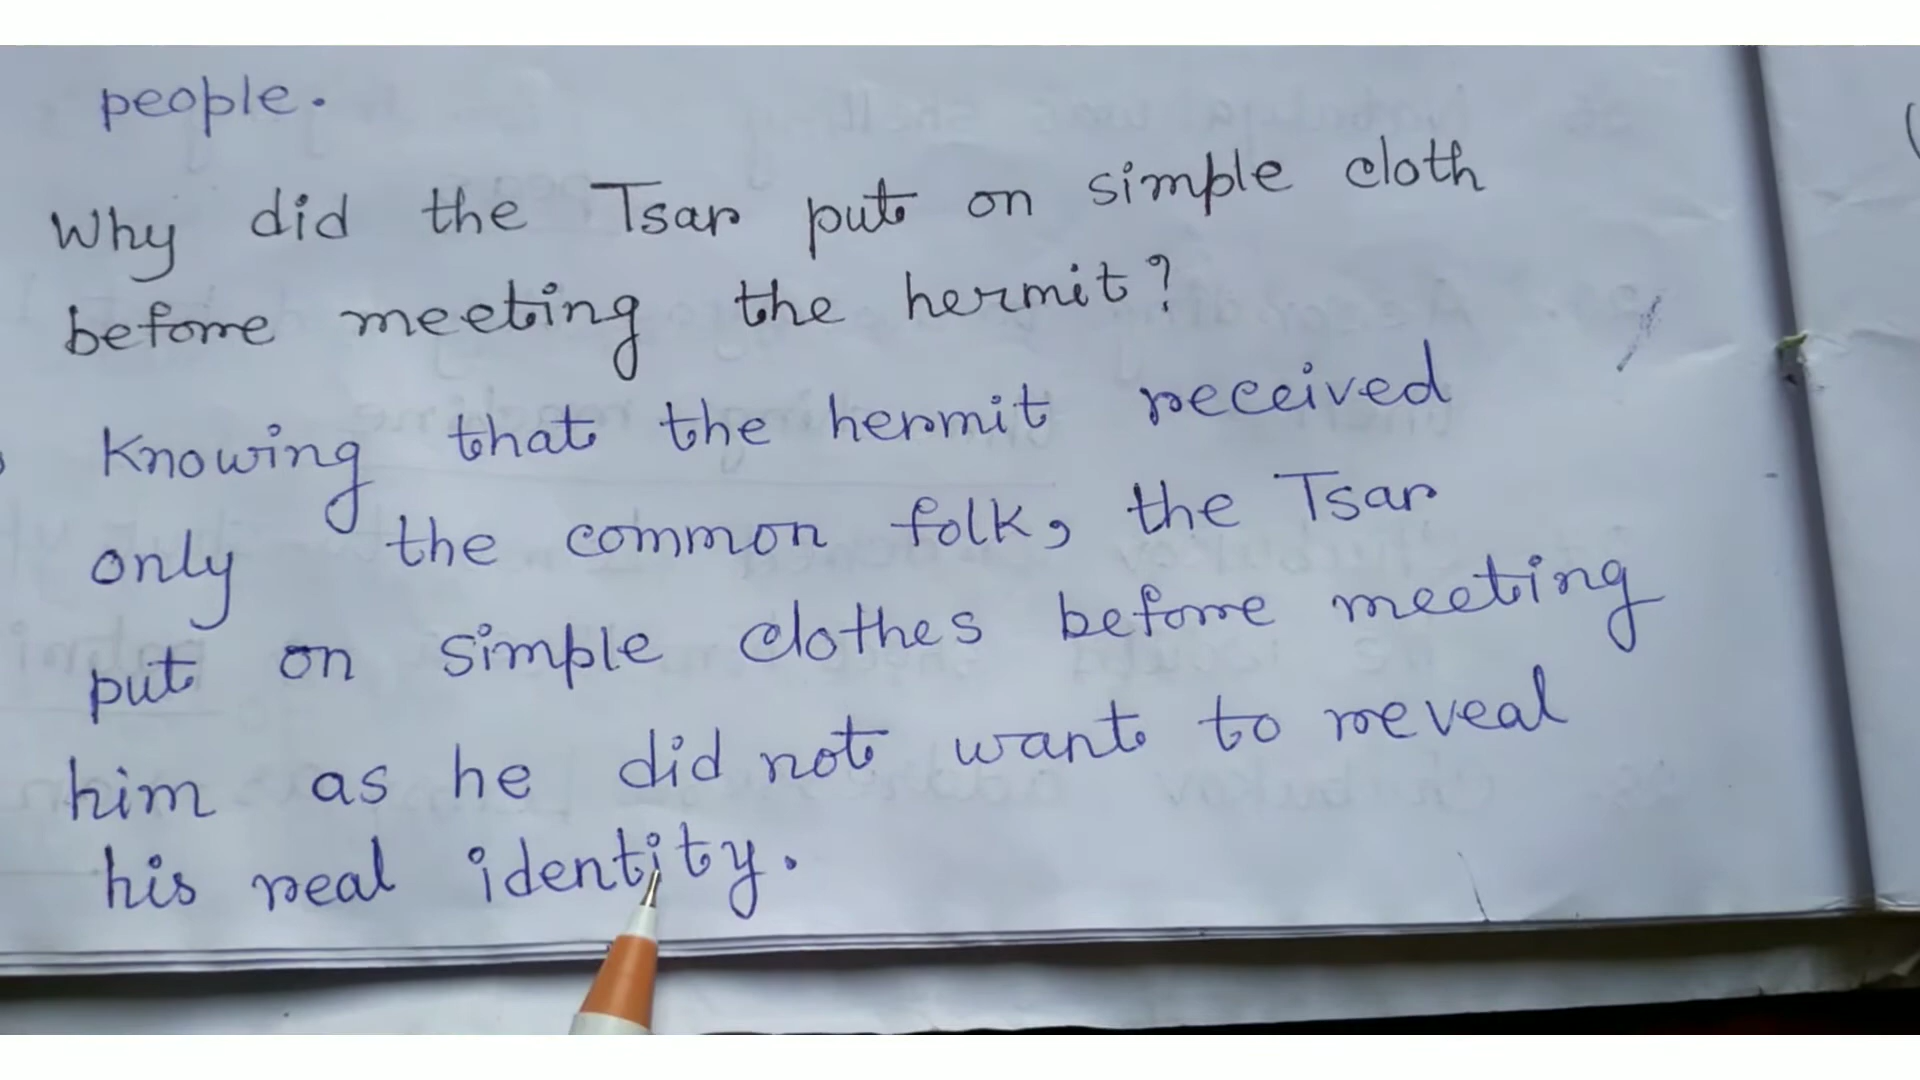 people.
Why did the Tsar put on simple cloth
before meeting the hermit?
Knowing that the hermit received
only the common folk, the Tsar
put on simple clothes before meeting
him as he did not want to reveal
his real identity.